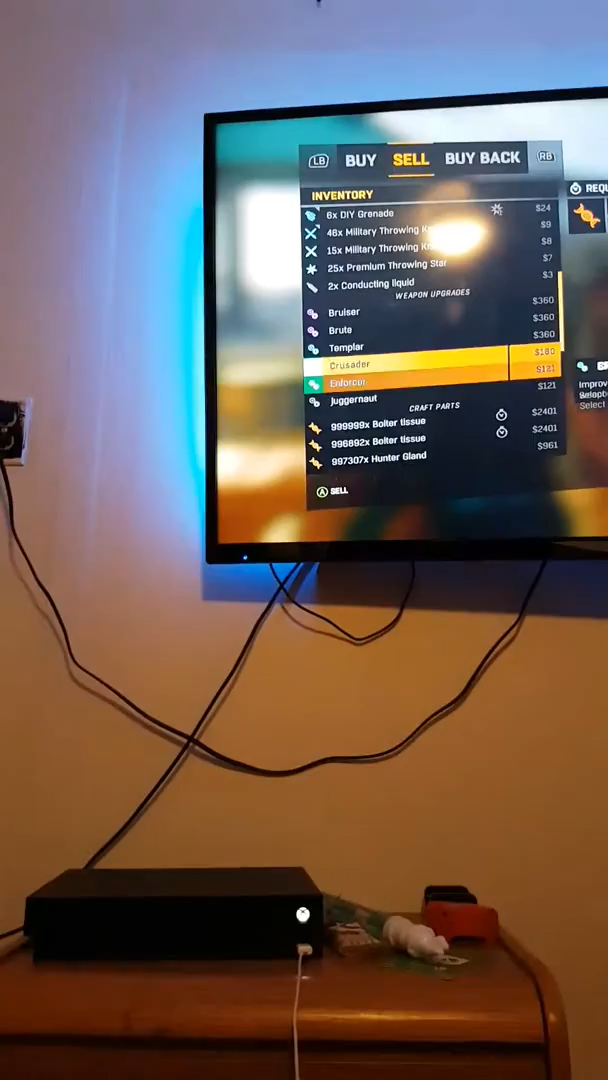 LB BUY SELL BUY BACK RB
INVENTORY
REQU
6x DIY Grenade $24
46x Military Throwing $9
15x Military Throwing $8
25x Premium Throwing Star $7
2x Conducting liquid $3
WEAPON UPGRADES
Bruiser $360
Brute $360
Templar $360
Crusader $180
Enforcer $121
Juggernaut $121
Improv
Select
CRAFT PARTS
999999x Bolter tissue $2401
996892x Bolter tissue $2401
997307x Hunter Gland $961
A SELL